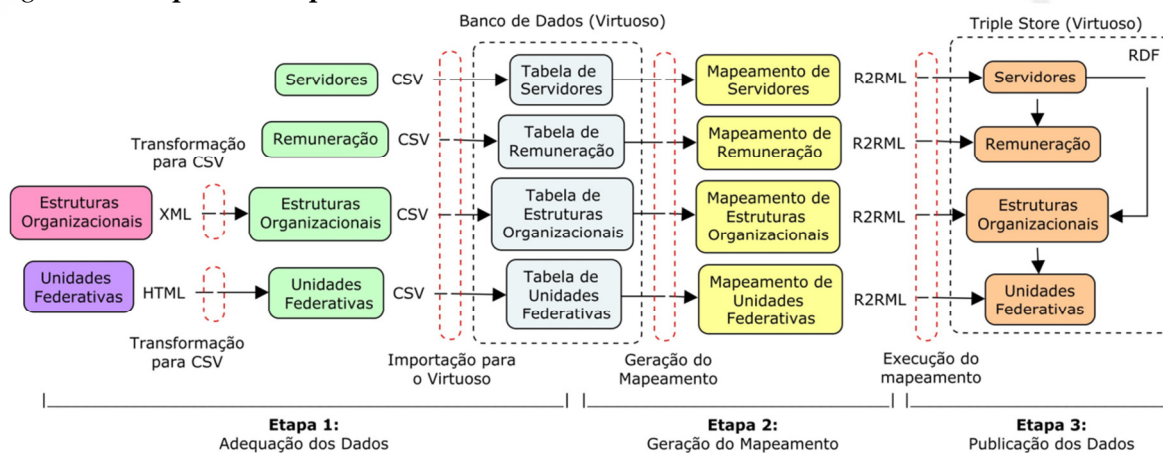 Banco de Dados (Virtuoso)
Triple Store (Virtuoso)
RDF
Servidores
CSV
Tabela de
Servidores
Mapeamento de
Servidores
R2RML
Servidores
Transformação
para CSV
Remuneração
CSV
Tabela de
Remuneração
Mapeamento de
Remuneração
R2RML
Remuneração
Estruturas
Organizacionais
XML
Estruturas
Organizacionais
CSV
Tabela de
Estruturas
Organizacionais
Mapeamento de
Estruturas
Organizacionais
R2RML
Estruturas
Organizacionais
Unidades
Federativas
HTML
Unidades
Federativas
CSV
Tabela de
Unidades
Federativas
Mapeamento de
Unidades
Federativas
R2RML
Unidades
Federativas
Transformação
para CSV
Importação para
o Virtuoso
Geração do
Mapeamento
Execução do
mapeamento
Etapa 1:
Adequação dos Dados
Etapa 2:
Geração do Mapeamento
Etapa 3:
Publicação dos Dados